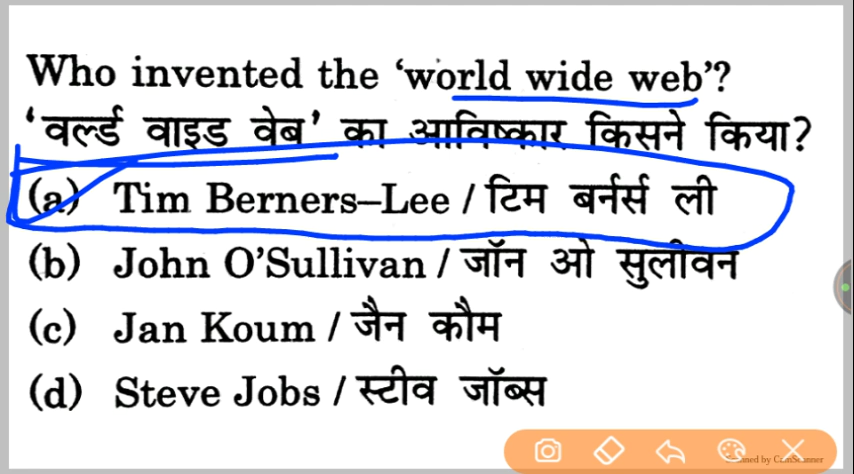 Who invented the ‘world wide web’?
‘वर्ल्ड वाइड वेब’ का आविष्कार किसने किया?
(a) Tim Berners–Lee / टिम बर्नर्स ली
(b) John O’Sullivan / जॉन ओ सुलीवन
(c) Jan Koum / जैन कौम
(d) Steve Jobs / स्टीव जॉब्स